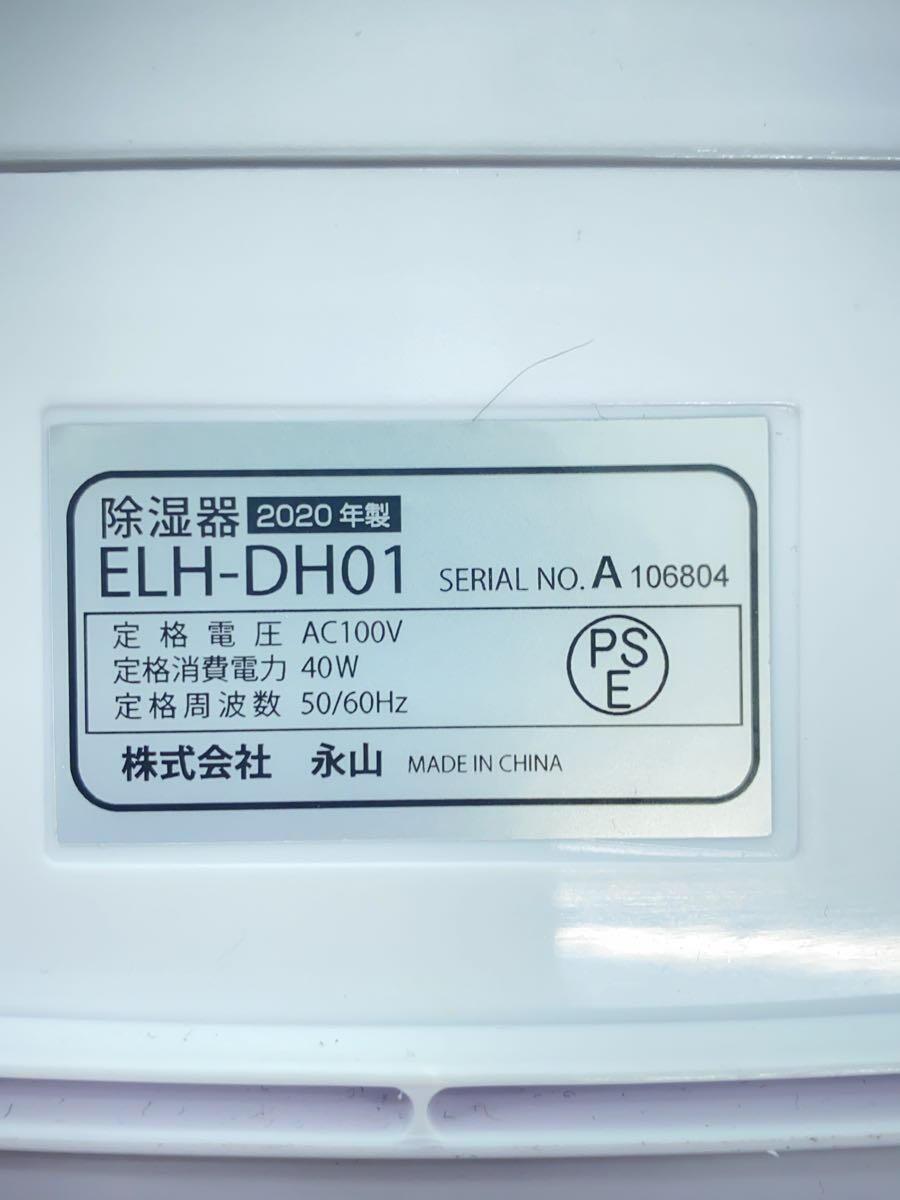 除湿器 2020年製
ELH-DH01 SERIAL NO. A 106804
定格電圧 AC100V
定格消費電力 40W
定格周波数 50/60Hz
PS
E
株式会社 永山 MADE IN CHINA